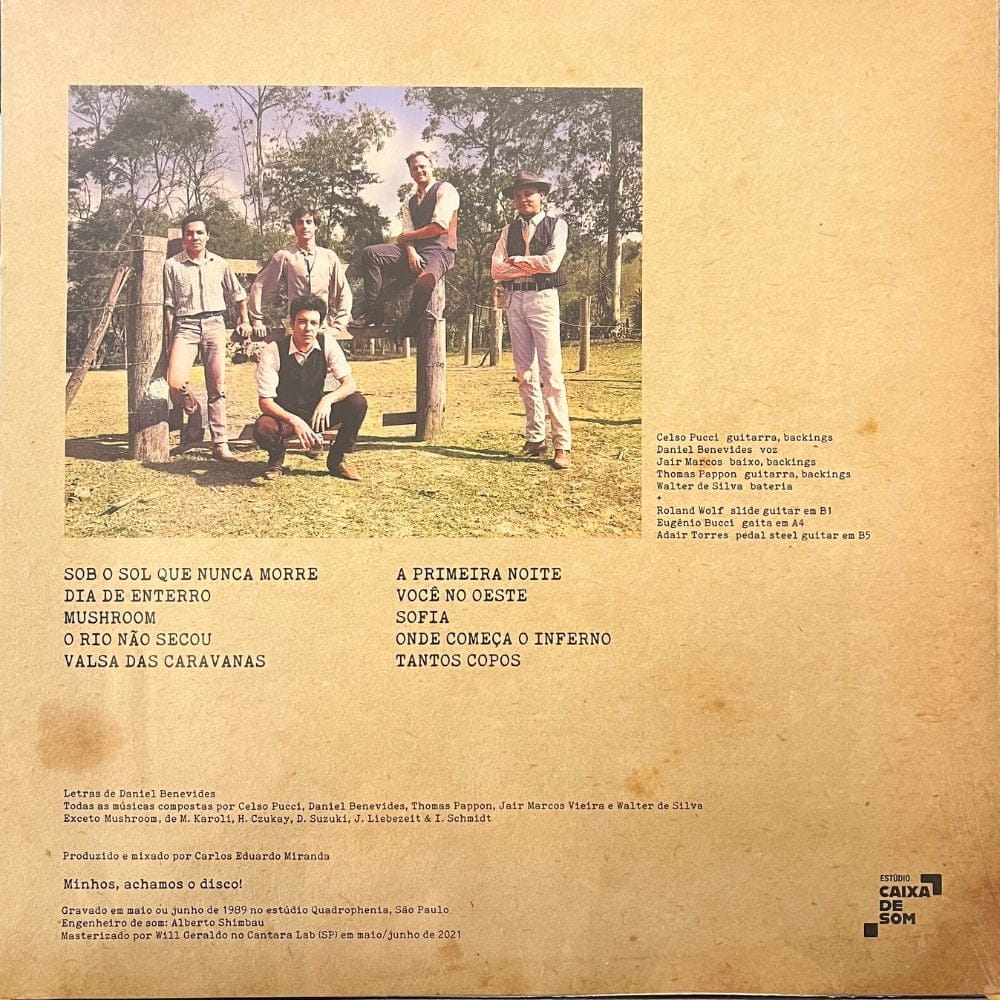 Celso Pucci guitarra, backings
Daniel Benevides voz
Jair Marcos baixo, backings
Thomas Pappon guitarra, backings
Walter de Silva bateria
+
Roland Wolf slide guitar em B1
Eugênio Bucci gaita em A4
Adair Torres pedal steel guitar em B5
SOB O SOL QUE NUNCA MORRE
DIA DE ENTERRO
MUSHROOM
O RIO NÃO SECOU
VALSA DAS CARAVANAS
A PRIMEIRA NOITE
VOCÊ NO OESTE
SOFIA
ONDE COMEÇA O INFERNO
TANTOS COPOS
Letras de Daniel Benevides
Todas as músicas compostas por Celso Pucci, Daniel Benevides, Thomas Pappon, Jair Marcos Vieira e Walter de Silva
Exceto Mushroom, de M. Karoli, H. Czukay, D. Suzuki, J. Liebezeit & I. Schmidt
Produzido e mixado por Carlos Eduardo Miranda
Minhos, achamos o disco!
Gravado em maio ou junho de 1989 no estúdio Quadrophenia, São Paulo
Engenheiro de som: Alberto Shimbau
Masterizado por Will Geraldo no Cantara Lab (SP) em maio/junho de 2021
ESTÚDIO
CAIXA
DE
SOM